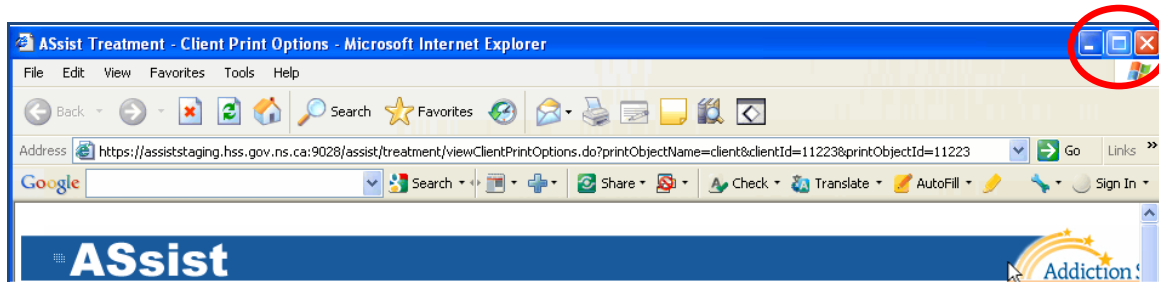 ASsist Treatment - Client Print Options - Microsoft Internet Explorer
File Edit View Favorites Tools Help
Back Search Favorites
Address https://assiststaging.hss.gov.ns.ca:9028/assist/treatment/viewClientPrintOptions.do?printObjectName=client&clientId=11223&printObjectId=11223 Go Links »
Google Search Share Check Translate AutoFill Sign In
ASsist Addiction